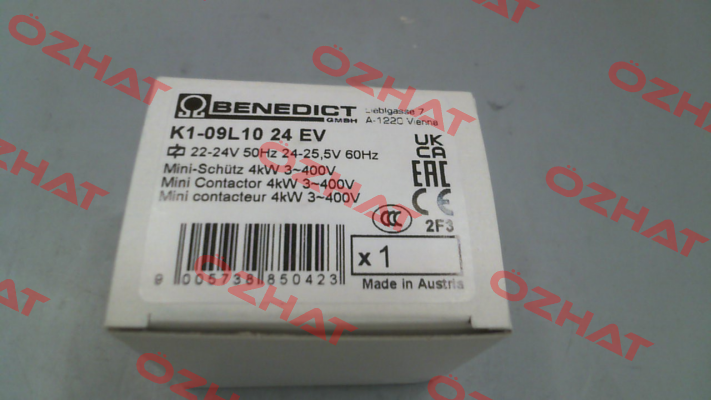 BENEDICT
GMBH
Lieblgasse 7
A-1220 Vienna
K1-09L10 24 EV
22-24V 50Hz 24-25,5V 60Hz
Mini-Schütz 4kW 3~400V
Mini Contactor 4kW 3~400V
Mini contacteur 4kW 3~400V
UK
CA
EAC
CE
CCC
2F3
x 1
9 005738 850423
Made in Austria
ÖZHAT
ÖZHAT
ÖZHAT
ÖZHAT
ÖZHAT
ÖZHAT
ÖZHAT
ÖZHAT